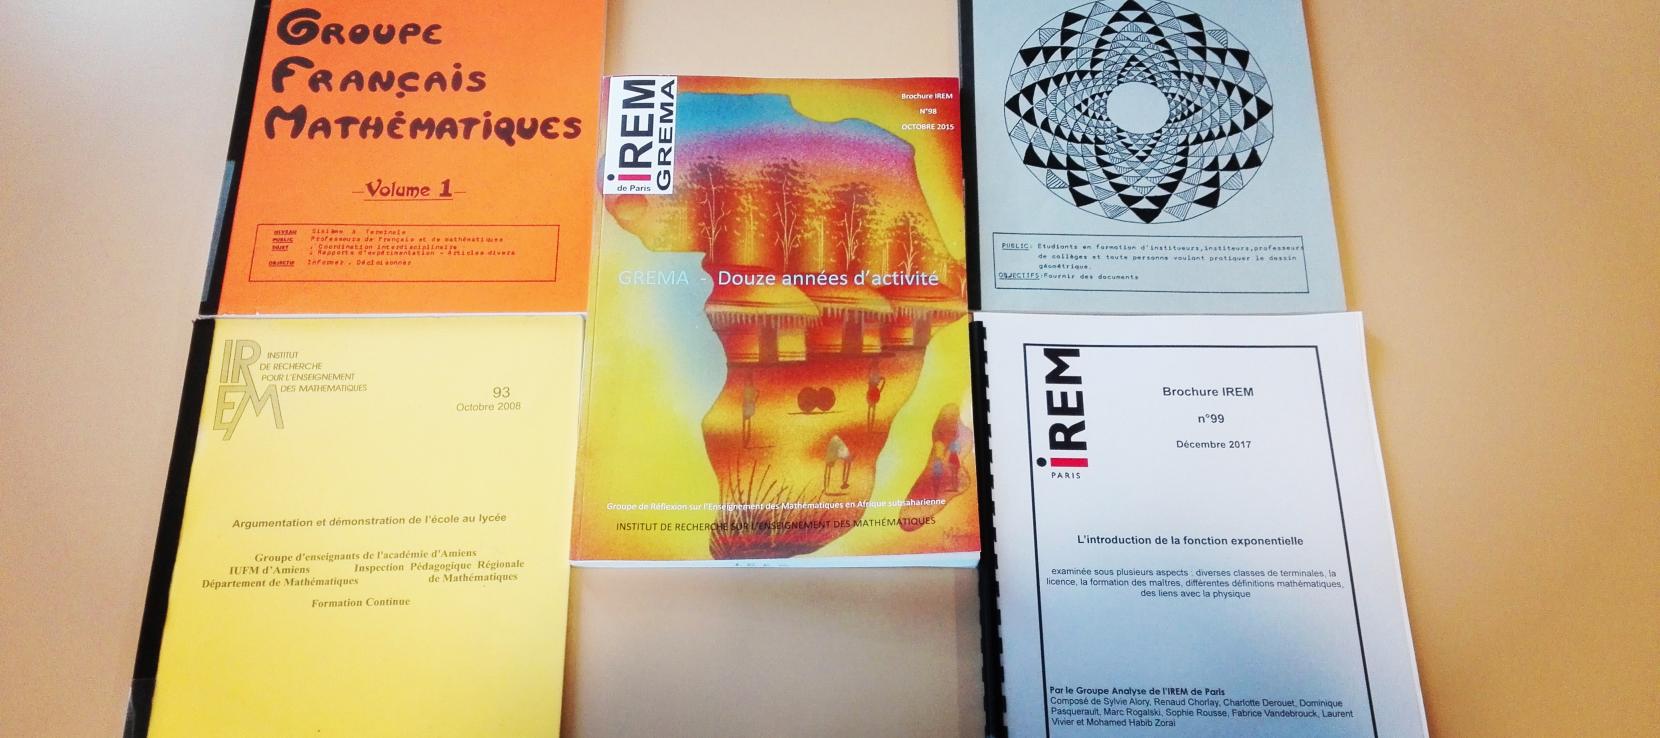 GROUPE
FRANÇAIS
MATHÉMATIQUES
Volume 1
NIVEAU Sixième à Terminale
PUBLIC Professeurs de Français et de mathématiques
SUJET . Coordination interdisciplinaire
. Rapports d'expérimentation - Articles divers
OBJECTIF Informer . Décloisonner
iREM
GREMA
de Paris
Brochure IREM
N°98
OCTOBRE 2015
GREMA - Douze années d'activité
Groupe de Réflexion sur l'Enseignement des Mathématiques en Afrique subsaharienne
INSTITUT DE RECHERCHE SUR L'ENSEIGNEMENT DES MATHÉMATIQUES
PUBLIC: Etudiants en formation d'instituteurs,instituteurs,professeurs
de collèges et toute personne voulant pratiquer le dessin
géométrique.
OBJECTIFS:Fournir des documents
IREM
INSTITUT
DE RECHERCHE
POUR L'ENSEIGNEMENT
DES MATHEMATIQUES
93
Octobre 2008
Argumentation et démonstration de l'école au lycée
Groupe d'enseignants de l'académie d'Amiens
IUFM d'Amiens Inspection Pédagogique Régionale
Département de Mathématiques de Mathématiques
Formation Continue
iREM
PARIS
Brochure IREM
n°99
Décembre 2017
L'introduction de la fonction exponentielle
examinée sous plusieurs aspects : diverses classes de terminales, la
licence, la formation des maîtres, différentes définitions mathématiques,
des liens avec la physique
Par le Groupe Analyse de l'IREM de Paris
Composé de Sylvie Alory, Renaud Chorlay, Charlotte Derouet, Dominique
Pasquerault, Marc Rogalski, Sophie Rousse, Fabrice Vandebrouck, Laurent
Vivier et Mohamed Habib Zoraï